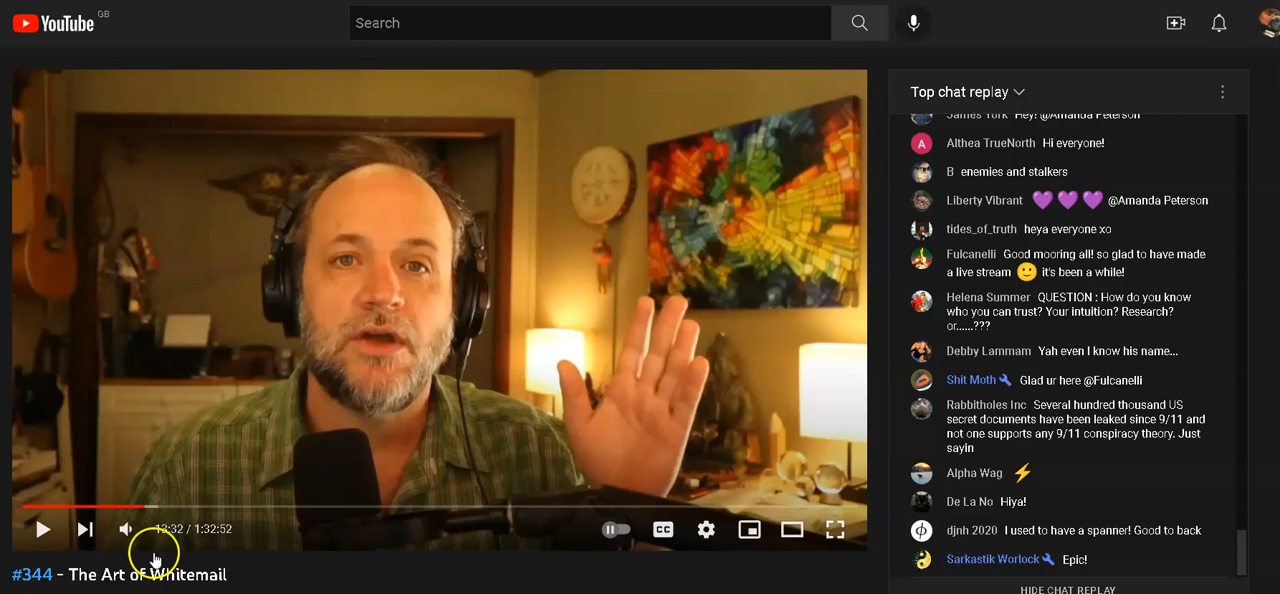 YouTube GB
Search
Top chat replay
James York Hey! @Amanda Peterson
Althea TrueNorth Hi everyone!
B enemies and stalkers
Liberty Vibrant 💜 💜 💜 @Amanda Peterson
tides_of_truth heya everyone xo
Fulcanelli Good mooring all! so glad to have made
a live stream 🙂 it's been a while!
Helena Summer QUESTION : How do you know
who you can trust? Your intuition? Research?
or......???
Debby Lammam Yah even I know his name...
Shit Moth Glad ur here @Fulcanelli
Rabbitholes Inc Several hundred thousand US
secret documents have been leaked since 9/11 and
not one supports any 9/11 conspiracy theory. Just
sayin
Alpha Wag ⚡
De La No Hiya!
djnh 2020 I used to have a spanner! Good to back
Sarkastik Worlock Epic!
HIDE CHAT REPLAY
13:32 / 1:32:52
CC
#344 - The Art of Whitemail